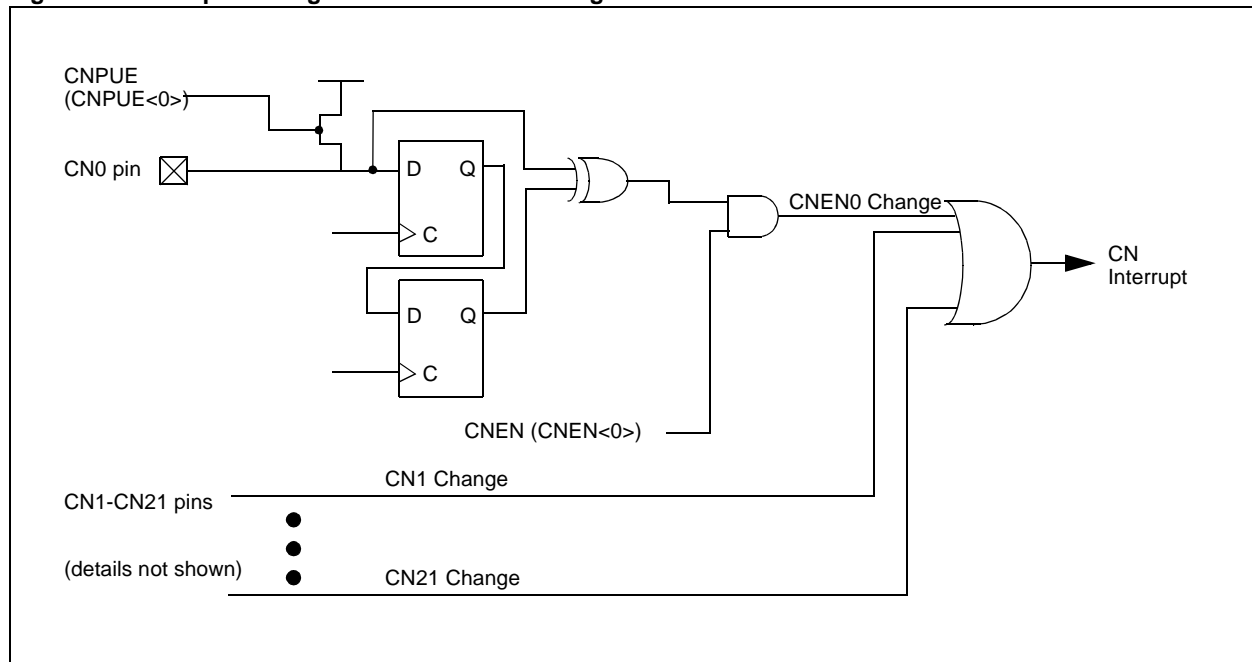 CNPUE
(CNPUE<0>)
CN0 pin
D Q
C
D Q
C
CNEN0 Change
CN
Interrupt
CNEN (CNEN<0>)
CN1 Change
CN1-CN21 pins
(details not shown)
CN21 Change